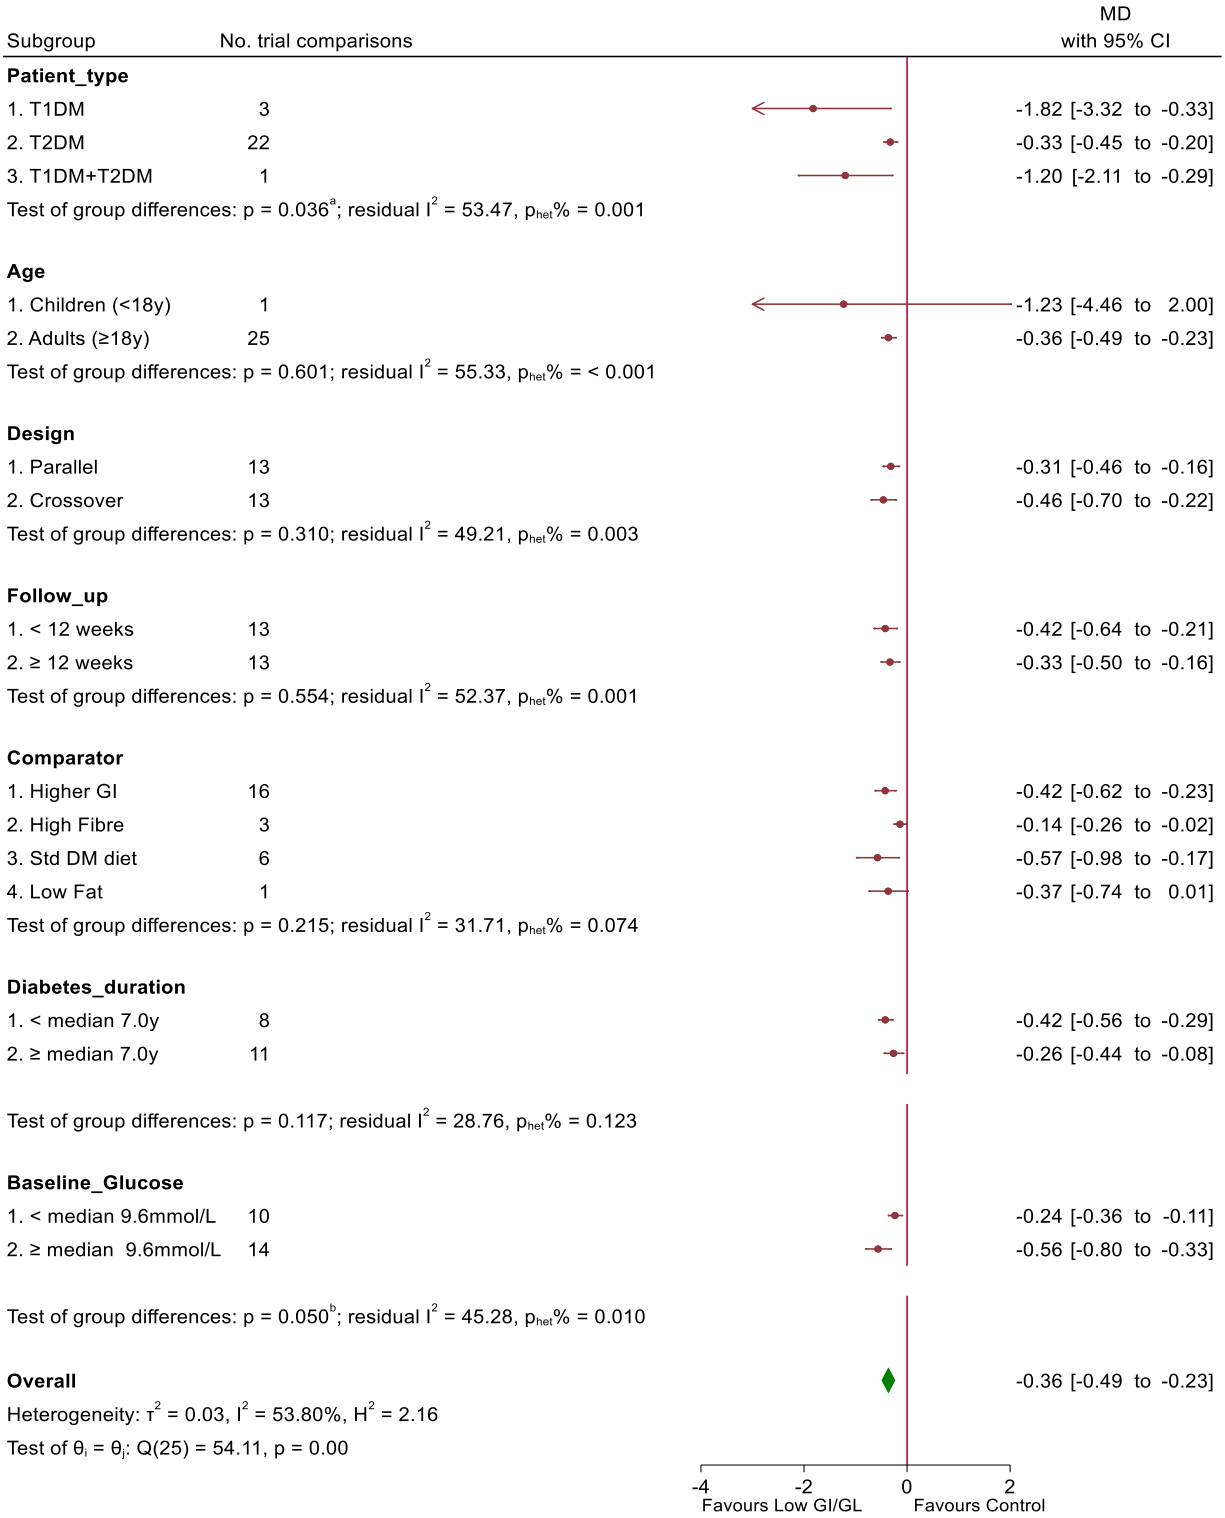 MD
Subgroup No. trial comparisons with 95% CI
Patient_type
1. T1DM 3 -1.82 [-3.32 to -0.33]
2. T2DM 22 -0.33 [-0.45 to -0.20]
3. T1DM+T2DM 1 -1.20 [-2.11 to -0.29]
Test of group differences: p = 0.036ᵃ; residual I² = 53.47, pₕₑₜ% = 0.001
Age
1. Children (<18y) 1 -1.23 [-4.46 to 2.00]
2. Adults (≥18y) 25 -0.36 [-0.49 to -0.23]
Test of group differences: p = 0.601; residual I² = 55.33, pₕₑₜ% = < 0.001
Design
1. Parallel 13 -0.31 [-0.46 to -0.16]
2. Crossover 13 -0.46 [-0.70 to -0.22]
Test of group differences: p = 0.310; residual I² = 49.21, pₕₑₜ% = 0.003
Follow_up
1. < 12 weeks 13 -0.42 [-0.64 to -0.21]
2. ≥ 12 weeks 13 -0.33 [-0.50 to -0.16]
Test of group differences: p = 0.554; residual I² = 52.37, pₕₑₜ% = 0.001
Comparator
1. Higher GI 16 -0.42 [-0.62 to -0.23]
2. High Fibre 3 -0.14 [-0.26 to -0.02]
3. Std DM diet 6 -0.57 [-0.98 to -0.17]
4. Low Fat 1 -0.37 [-0.74 to 0.01]
Test of group differences: p = 0.215; residual I² = 31.71, pₕₑₜ% = 0.074
Diabetes_duration
1. < median 7.0y 8 -0.42 [-0.56 to -0.29]
2. ≥ median 7.0y 11 -0.26 [-0.44 to -0.08]
Test of group differences: p = 0.117; residual I² = 28.76, pₕₑₜ% = 0.123
Baseline_Glucose
1. < median 9.6mmol/L 10 -0.24 [-0.36 to -0.11]
2. ≥ median 9.6mmol/L 14 -0.56 [-0.80 to -0.33]
Test of group differences: p = 0.050ᵇ; residual I² = 45.28, pₕₑₜ% = 0.010
Overall -0.36 [-0.49 to -0.23]
Heterogeneity: τ² = 0.03, I² = 53.80%, H² = 2.16
Test of θᵢ = θⱼ: Q(25) = 54.11, p = 0.00
-4 -2 0 2
Favours Low GI/GL Favours Control